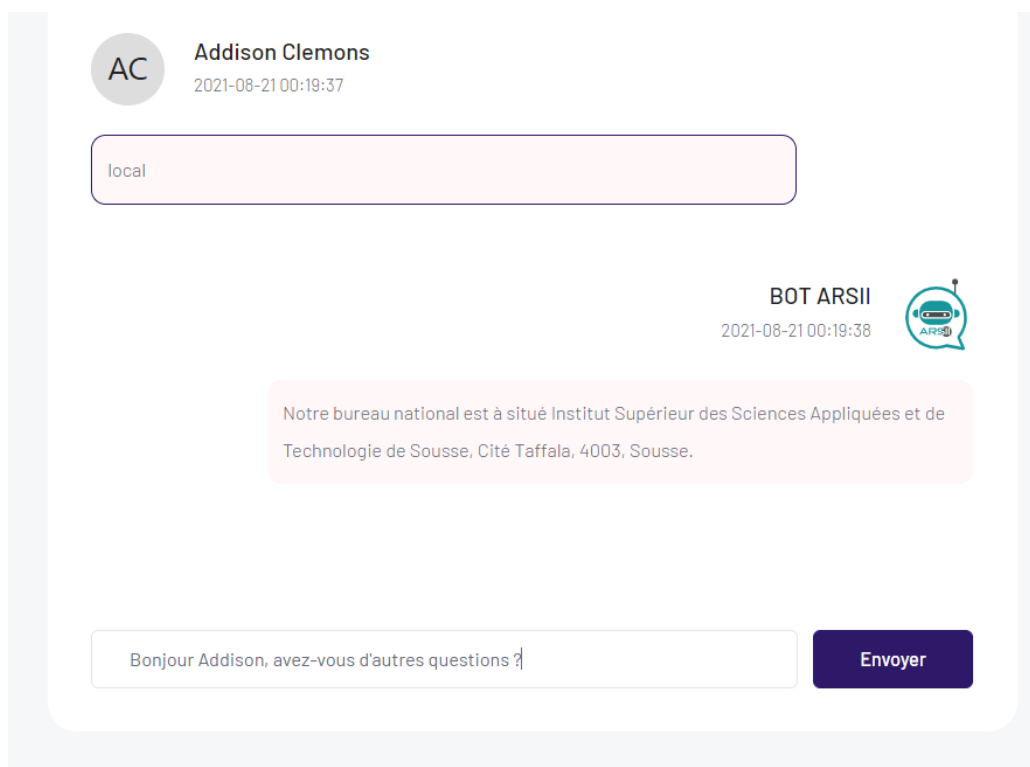 AC
Addison Clemons
2021-08-21 00:19:37
local
BOT ARSII
2021-08-21 00:19:38
ARSII
Notre bureau national est à situé Institut Supérieur des Sciences Appliquées et de
Technologie de Sousse, Cité Taffala, 4003, Sousse.
Bonjour Addison, avez-vous d'autres questions ?
Envoyer